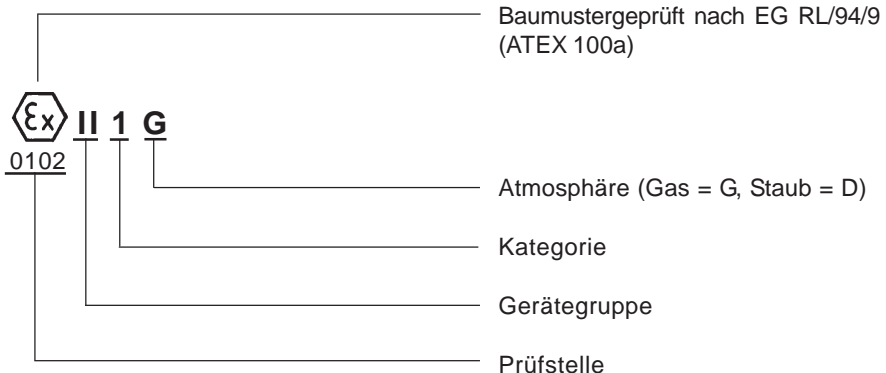 Baumustergeprüft nach EG RL/94/9
(ATEX 100a)
Ex II 1 G
0102
Atmosphäre (Gas = G, Staub = D)
Kategorie
Gerätegruppe
Prüfstelle